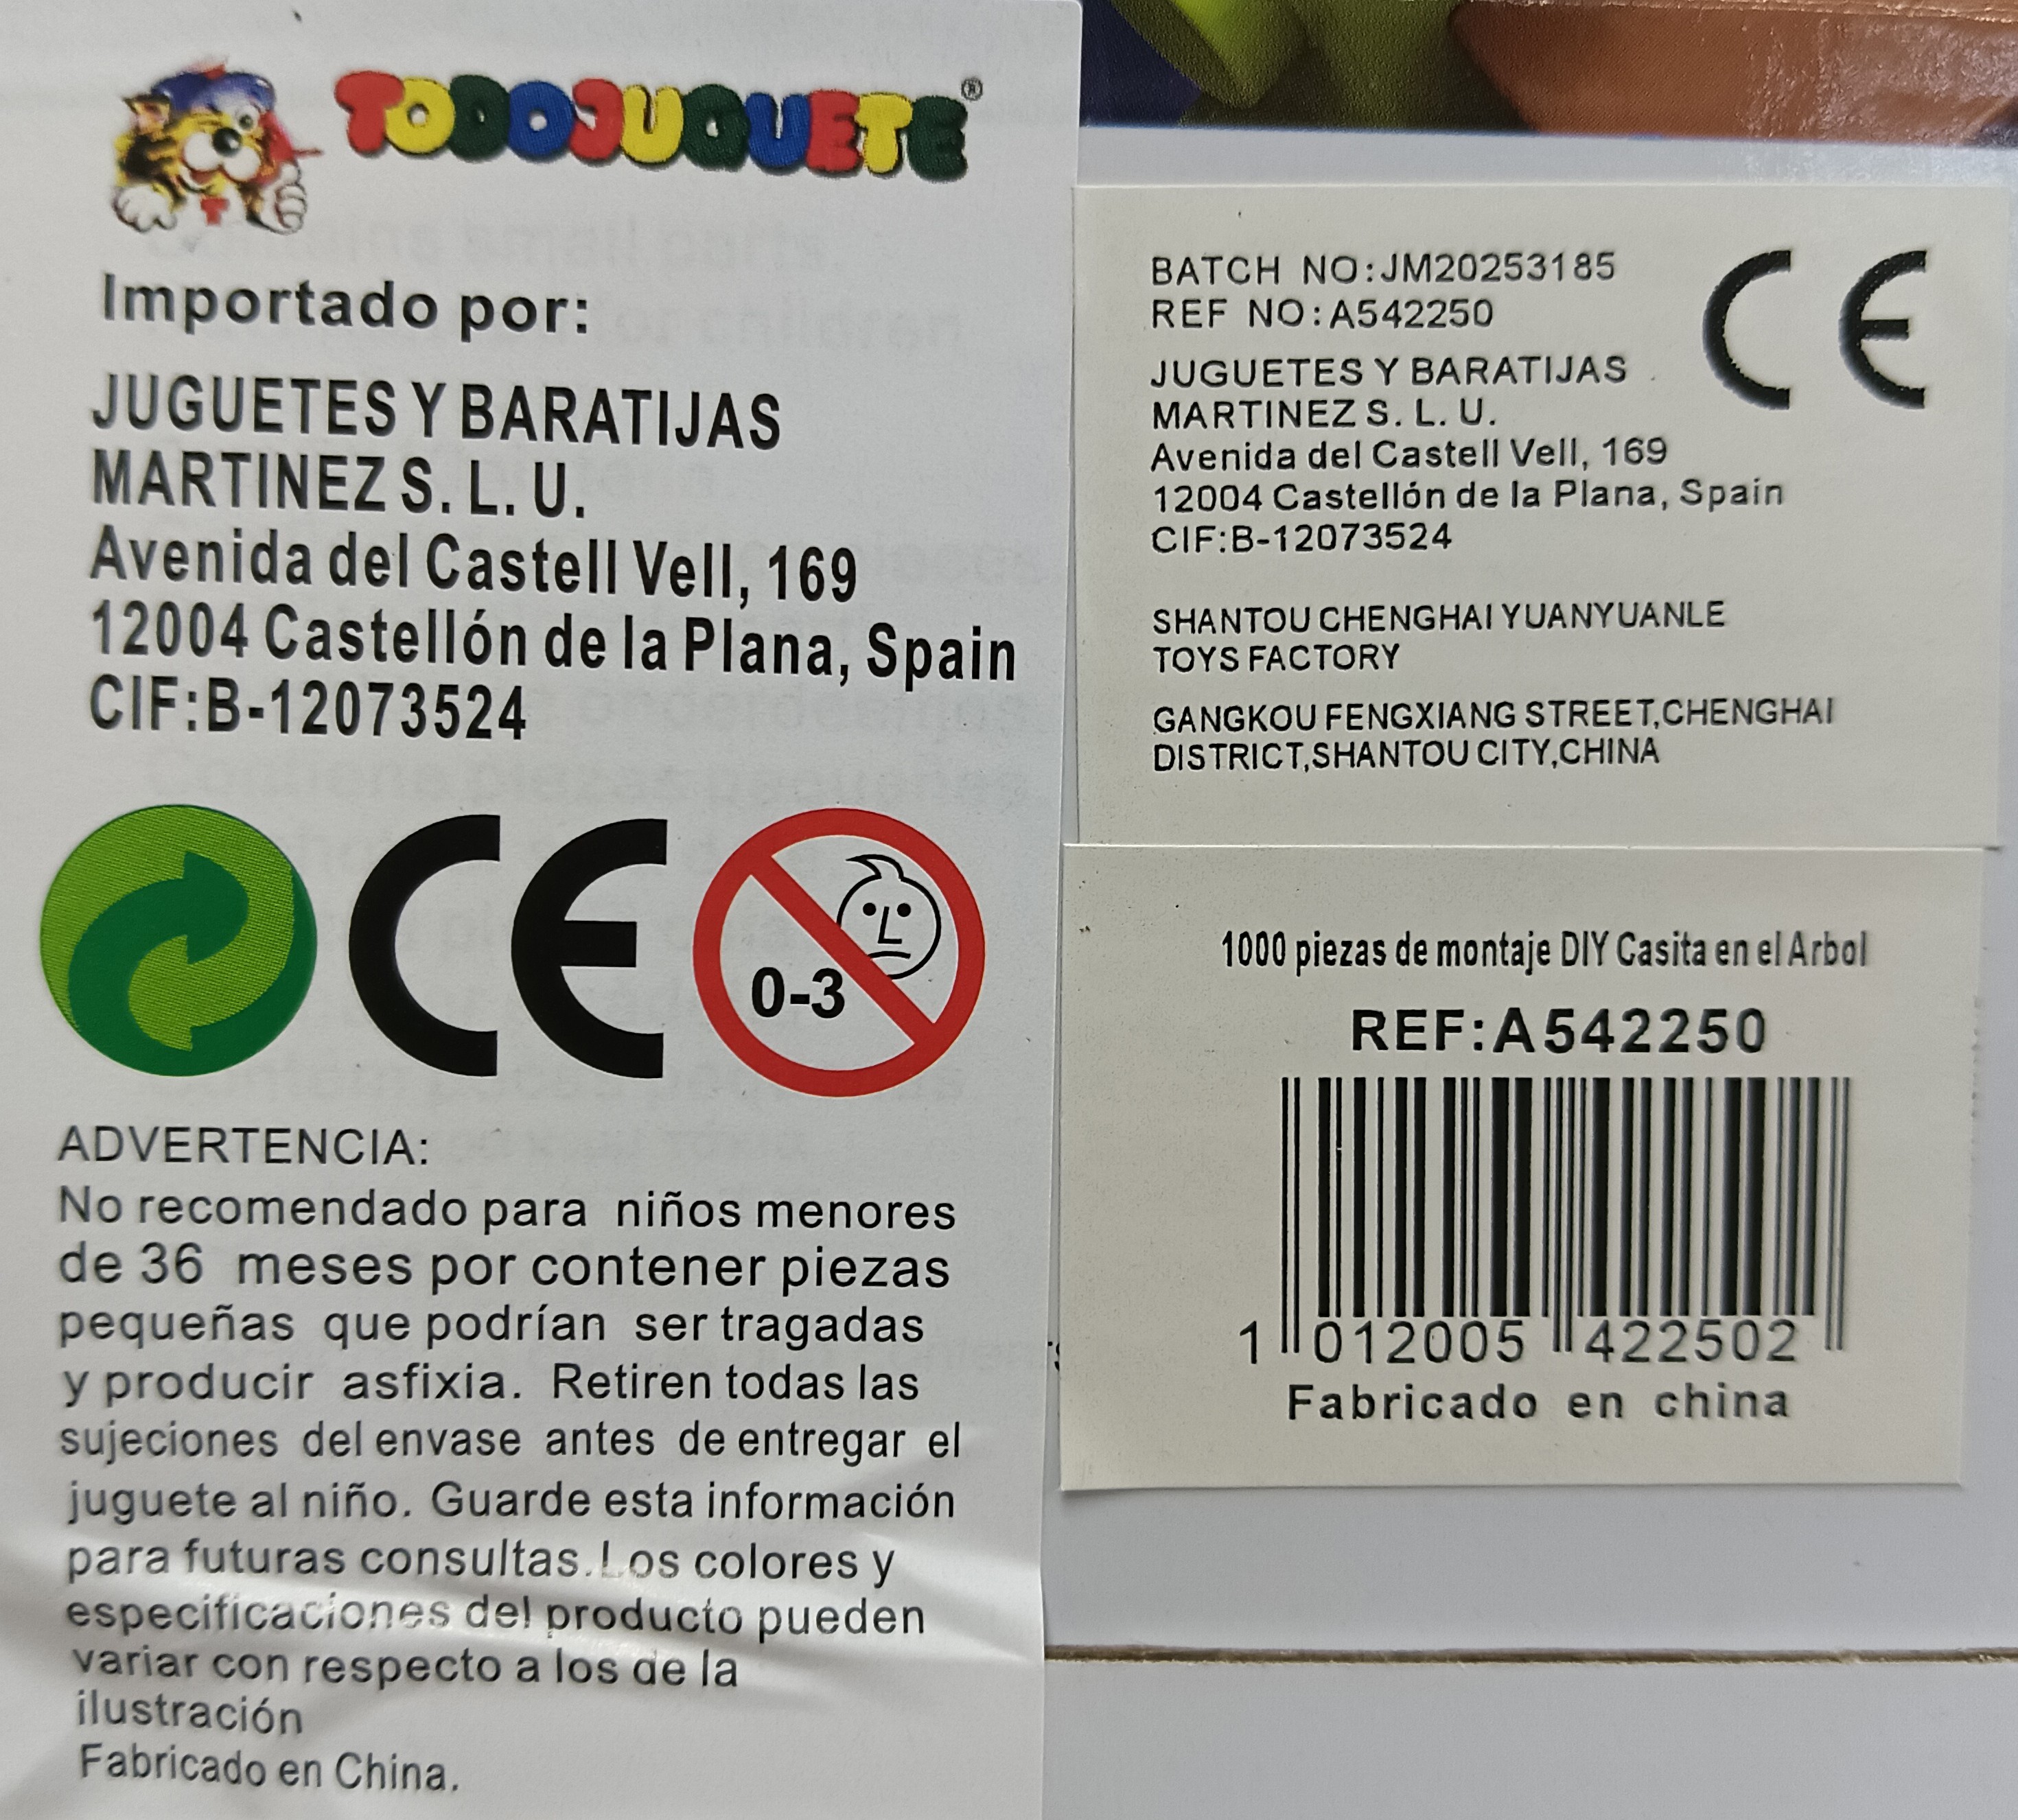 TODOJUGUETE®
Importado por:
JUGUETES Y BARATIJAS
MARTINEZ S. L. U.
Avenida del Castell Vell, 169
12004 Castellón de la Plana, Spain
CIF:B-12073524
CE
0-3
ADVERTENCIA:
No recomendado para niños menores
de 36 meses por contener piezas
pequeñas que podrían ser tragadas
y producir asfixia. Retiren todas las
sujeciones del envase antes de entregar el
juguete al niño. Guarde esta información
para futuras consultas. Los colores y
especificaciones del producto pueden
variar con respecto a los de la
ilustración
Fabricado en China.
BATCH NO:JM20253185
REF NO:A542250
CE
JUGUETES Y BARATIJAS
MARTINEZ S. L. U.
Avenida del Castell Vell, 169
12004 Castellón de la Plana, Spain
CIF:B-12073524
SHANTOU CHENGHAI YUANYUANLE
TOYS FACTORY
GANGKOU FENGXIANG STREET,CHENGHAI
DISTRICT,SHANTOU CITY,CHINA
1000 piezas de montaje DIY Casita en el Arbol
REF:A542250
1 012005 422502
Fabricado en china